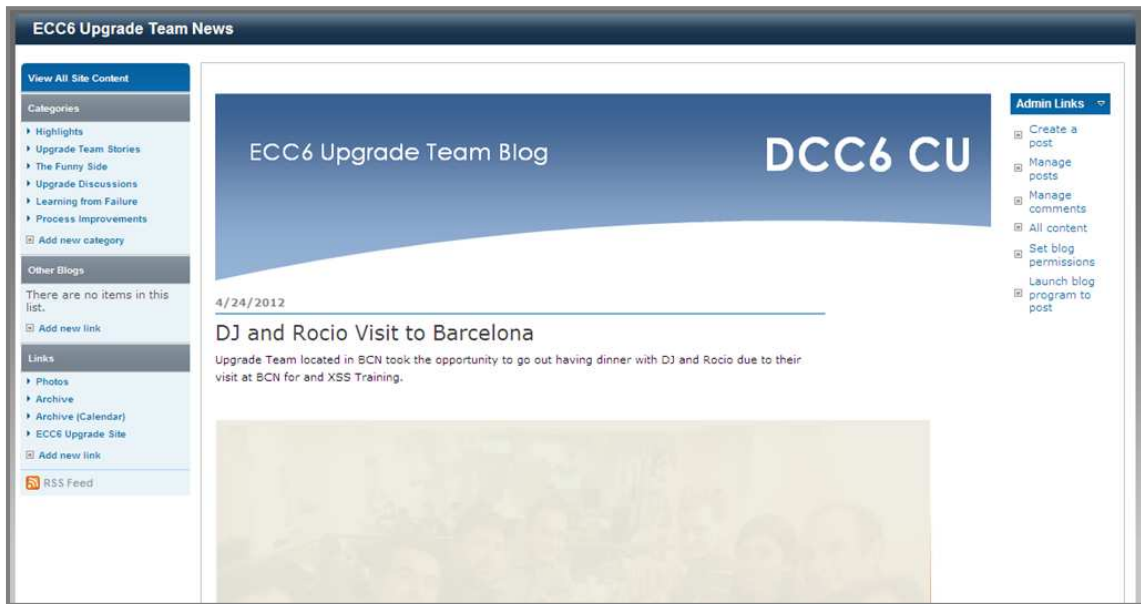 ECC6 Upgrade Team News
View All Site Content
Categories
Highlights
Upgrade Team Stories
The Funny Side
Upgrade Discussions
Learning from Failure
Process Improvements
Add new category
Other Blogs
There are no items in this
list.
Add new link
Links
Photos
Archive
Archive (Calendar)
ECC6 Upgrade Site
Add new link
RSS Feed
ECC6 Upgrade Team Blog
DCC6 CU
4/24/2012
DJ and Rocio Visit to Barcelona
Upgrade Team located in BCN took the opportunity to go out having dinner with DJ and Rocio due to their
visit at BCN for and XSS Training.
Admin Links
Create a
post
Manage
posts
Manage
comments
All content
Set blog
permissions
Launch blog
program to
post